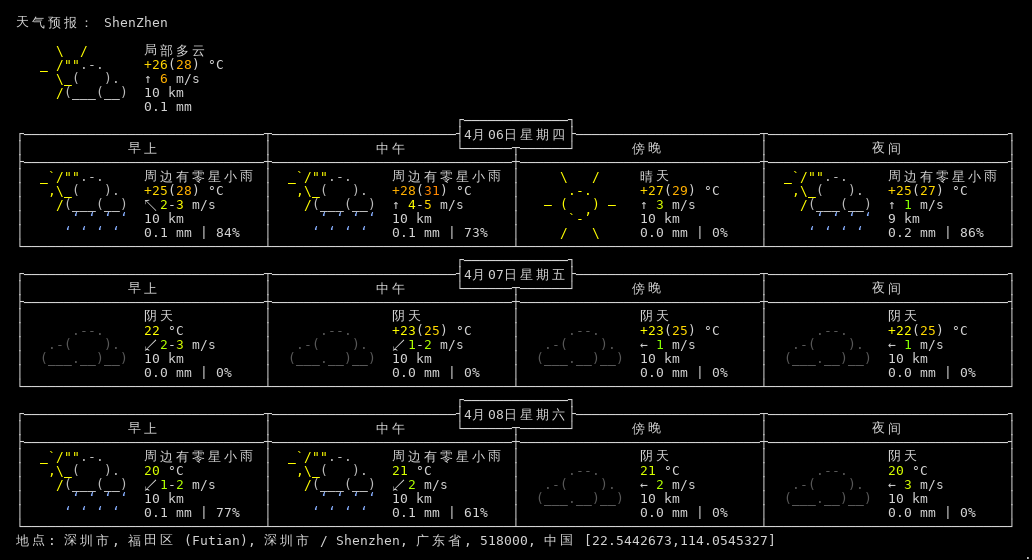 天气预报： ShenZhen
局部多云
+26(28) °C
↑ 6 m/s
10 km
0.1 mm
4月06日星期四
早上 中午 傍晚 夜间
周边有零星小雨 周边有零星小雨 晴天 周边有零星小雨
+25(28) °C +28(31) °C +27(29) °C +25(27) °C
↖ 2-3 m/s ↑ 4-5 m/s ↑ 3 m/s ↑ 1 m/s
10 km 10 km 10 km 9 km
0.1 mm | 84% 0.1 mm | 73% 0.0 mm | 0% 0.2 mm | 86%
4月07日星期五
早上 中午 傍晚 夜间
阴天 阴天 阴天 阴天
22 °C +23(25) °C +23(25) °C +22(25) °C
↙ 2-3 m/s ↙ 1-2 m/s ← 1 m/s ← 1 m/s
10 km 10 km 10 km 10 km
0.0 mm | 0% 0.0 mm | 0% 0.0 mm | 0% 0.0 mm | 0%
4月08日星期六
早上 中午 傍晚 夜间
周边有零星小雨 周边有零星小雨 阴天 阴天
20 °C 21 °C 21 °C 20 °C
↙ 1-2 m/s ↙ 2 m/s ← 2 m/s ← 3 m/s
10 km 10 km 10 km 10 km
0.1 mm | 77% 0.1 mm | 61% 0.0 mm | 0% 0.0 mm | 0%
地点: 深圳市, 福田区 (Futian), 深圳市 / Shenzhen, 广东省, 518000, 中国 [22.5442673,114.0545327]